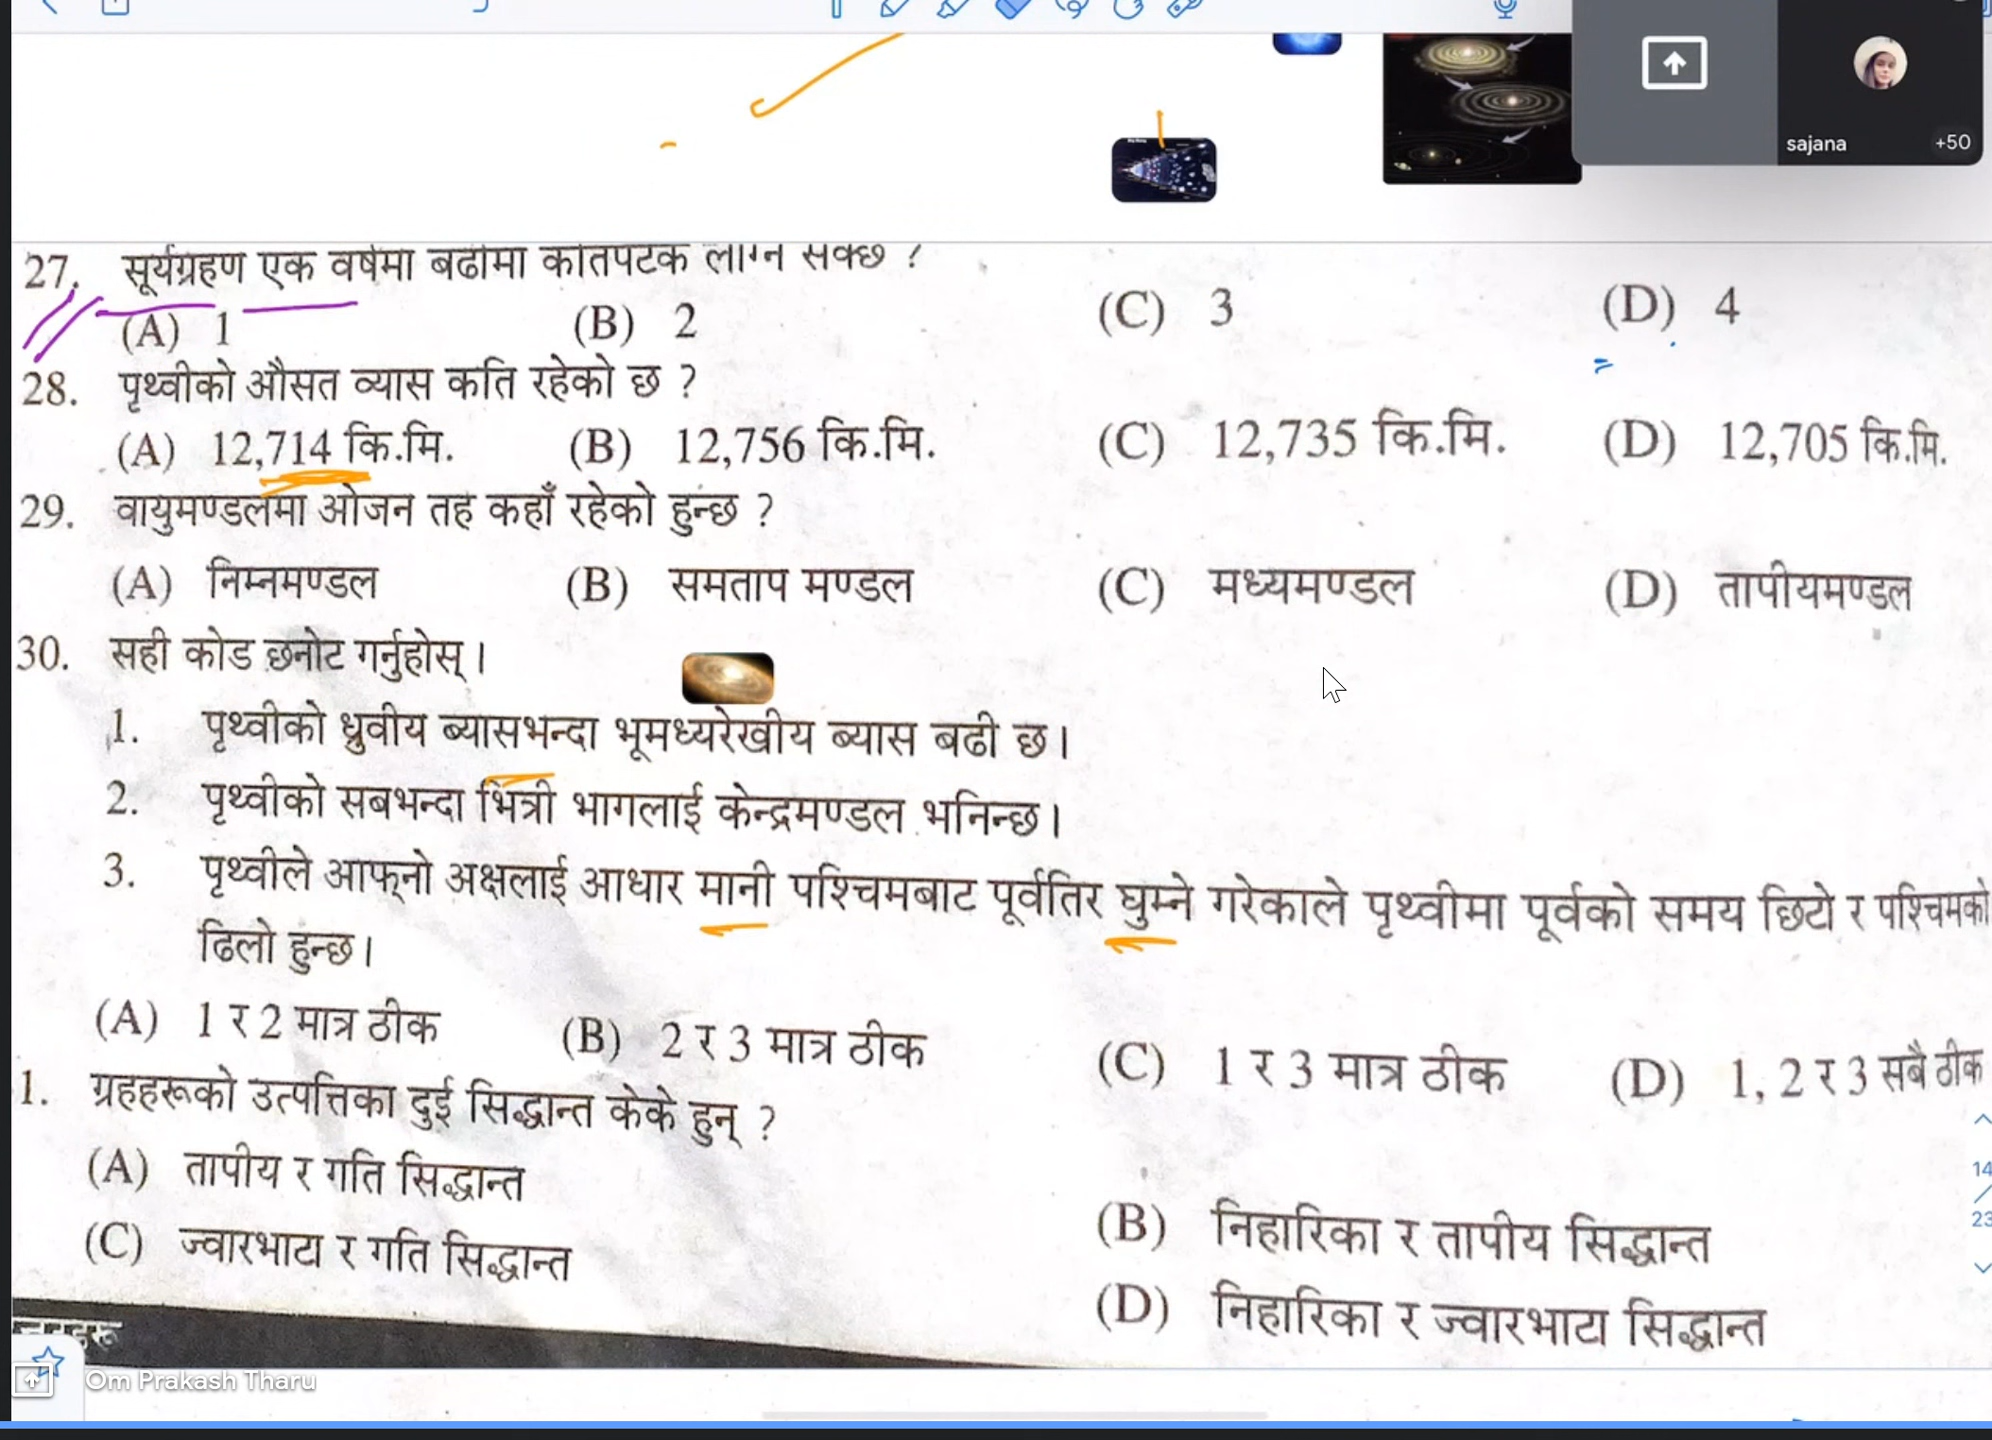 sajana
+50
27. सूर्यग्रहण एक वर्षमा बढीमा कतिपटक लाग्न सक्छ ?
(A) 1 (B) 2 (C) 3 (D) 4
28. पृथ्वीको औसत व्यास कति रहेको छ ?
(A) 12,714 कि.मि. (B) 12,756 कि.मि. (C) 12,735 कि.मि. (D) 12,705 कि.मि.
29. वायुमण्डलमा ओजन तह कहाँ रहेको हुन्छ ?
(A) निम्नमण्डल (B) समताप मण्डल (C) मध्यमण्डल (D) तापीयमण्डल
30. सही कोड छनोट गर्नुहोस् ।
1. पृथ्वीको ध्रुवीय ब्यासभन्दा भूमध्यरेखीय ब्यास बढी छ ।
2. पृथ्वीको सबभन्दा भित्री भागलाई केन्द्रमण्डल भनिन्छ ।
3. पृथ्वीले आफ्‌नो अक्षलाई आधार मानी पश्चिमबाट पूर्वतिर घुम्ने गरेकाले पृथ्वीमा पूर्वको समय छिटो र पश्चिमको
ढिलो हुन्छ ।
(A) 1 र 2 मात्र ठीक (B) 2 र 3 मात्र ठीक (C) 1 र 3 मात्र ठीक (D) 1, 2 र 3 सबै ठीक
1. ग्रहहरूको उत्पत्तिका दुई सिद्धान्त केके हुन् ?
(A) तापीय र गति सिद्धान्त (B) निहारिका र तापीय सिद्धान्त
(C) ज्वारभाटा र गति सिद्धान्त (D) निहारिका र ज्वारभाटा सिद्धान्त
14
/
23
Om Prakash Tharu